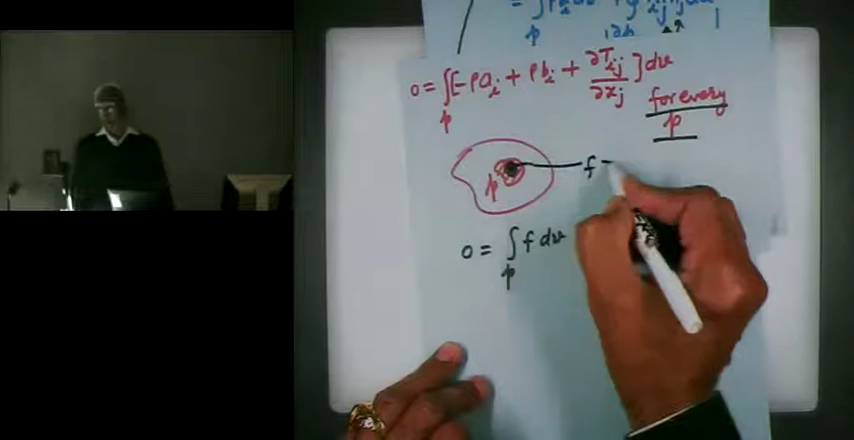 0 = ∫ [-ρa_i + ρb_i + ∂T_ij/∂x_j] dv
p
for every
p
p
f -
0 = ∫ f dv
p